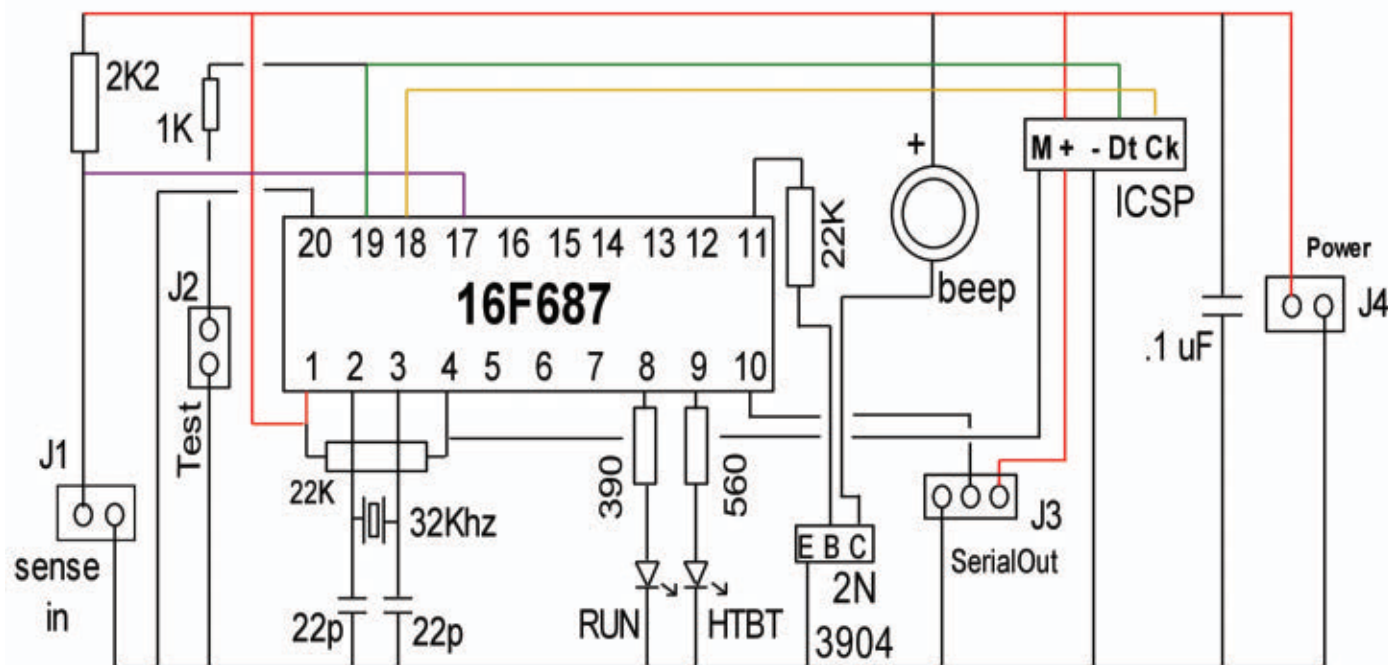 2K2
1K
+
M + - Dt Ck
ICSP
20 19 18 17 16 15 14 13 12 11
22K
beep
Power
J4
J2
16F687
.1 uF
1 2 3 4 5 6 7 8 9 10
Test
J1
22K
390
560
32Khz
J3
E B C
SerialOut
sense
in
2N
3904
22p
22p
RUN
HTBT